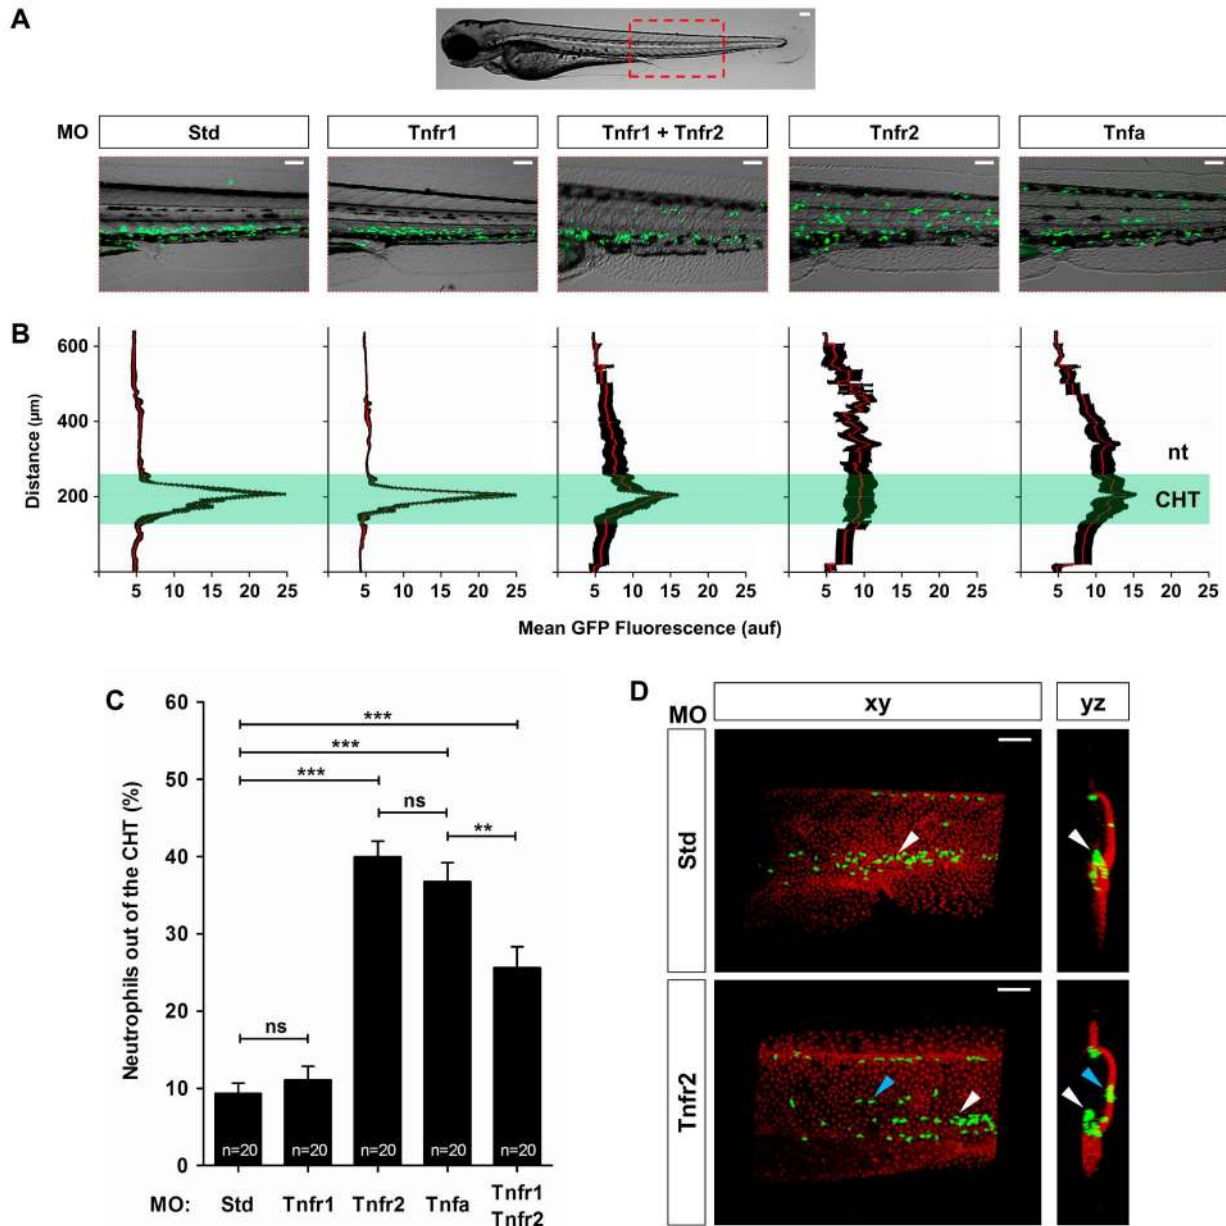 A
MO Std Tnfr1 Tnfr1 + Tnfr2 Tnfr2 Tnfa
B
600
400
200
Distance (µm)
nt
CHT
5 10 15 20 25 5 10 15 20 25 5 10 15 20 25 5 10 15 20 25 5 10 15 20 25
Mean GFP Fluorescence (auf)
C
Neutrophils out of the CHT (%)
60
50
40
30
20
10
0
***
***
***
ns
**
ns
n=20 n=20 n=20 n=20 n=20
MO: Std Tnfr1 Tnfr2 Tnfa Tnfr1
Tnfr2
D
MO xy yz
Std
Tnfr2